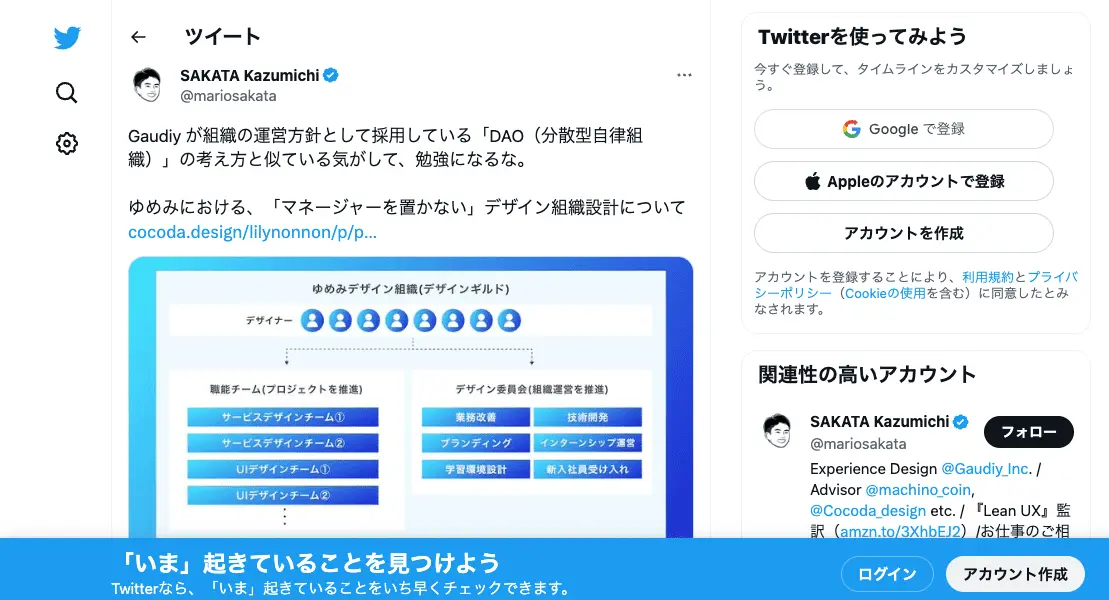 ツイート
SAKATA Kazumichi
@mariosakata
Gaudiy が組織の運営方針として採用している「DAO（分散型自律組
織）」の考え方と似ている気がして、勉強になるな。
ゆめみにおける、「マネージャーを置かない」デザイン組織設計について
cocoda.design/lilynonnon/p/p...
ゆめみデザイン組織(デザインギルド)
デザイナー
職能チーム(プロジェクトを推進)
サービスデザインチーム①
サービスデザインチーム②
UIデザインチーム①
UIデザインチーム②
デザイン委員会(組織運営を推進)
業務改善 技術開発
ブランディング インターンシップ運営
学習環境設計 新入社員受け入れ
Twitterを使ってみよう
今すぐ登録して、タイムラインをカスタマイズしましょ
う。
Google で登録
Appleのアカウントで登録
アカウントを作成
アカウントを登録することにより、利用規約とプライバ
シーポリシー（Cookieの使用を含む）に同意したとみ
なされます。
関連性の高いアカウント
SAKATA Kazumichi
@mariosakata
フォロー
Experience Design @Gaudiy_Inc. /
Advisor @machino_coin,
@Cocoda_design etc. / 『Lean UX』監
訳（amzn.to/3XhbEJ2）/お仕事のご相
「いま」起きていることを見つけよう
Twitterなら、「いま」起きていることをいち早くチェックできます。
ログイン
アカウント作成